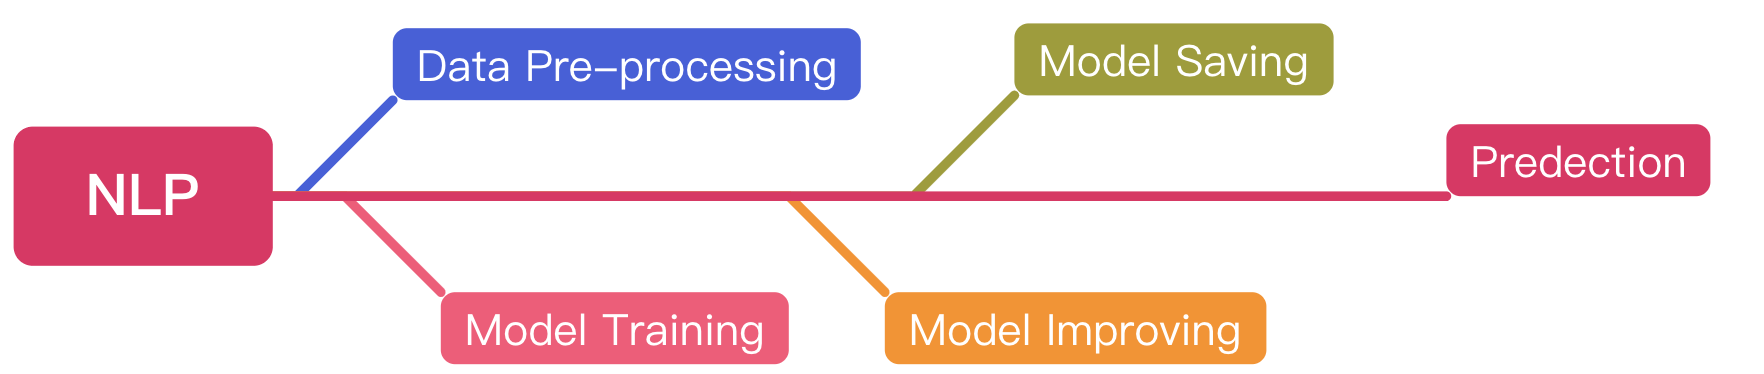 NLP
Data Pre-processing
Model Training
Model Improving
Model Saving
Predection